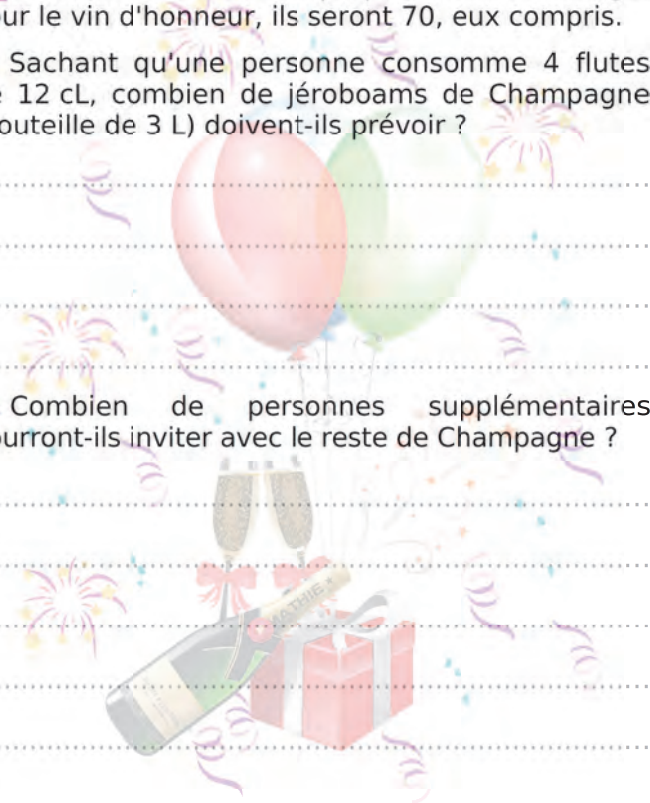 ur le vin d'honneur, ils seront 70, eux compris.
Sachant qu'une personne consomme 4 flutes
12 cL, combien de jéroboams de Champagne
outeille de 3 L) doivent-ils prévoir ?
Combien de personnes supplémentaires
urront-ils inviter avec le reste de Champagne ?
MATHIE